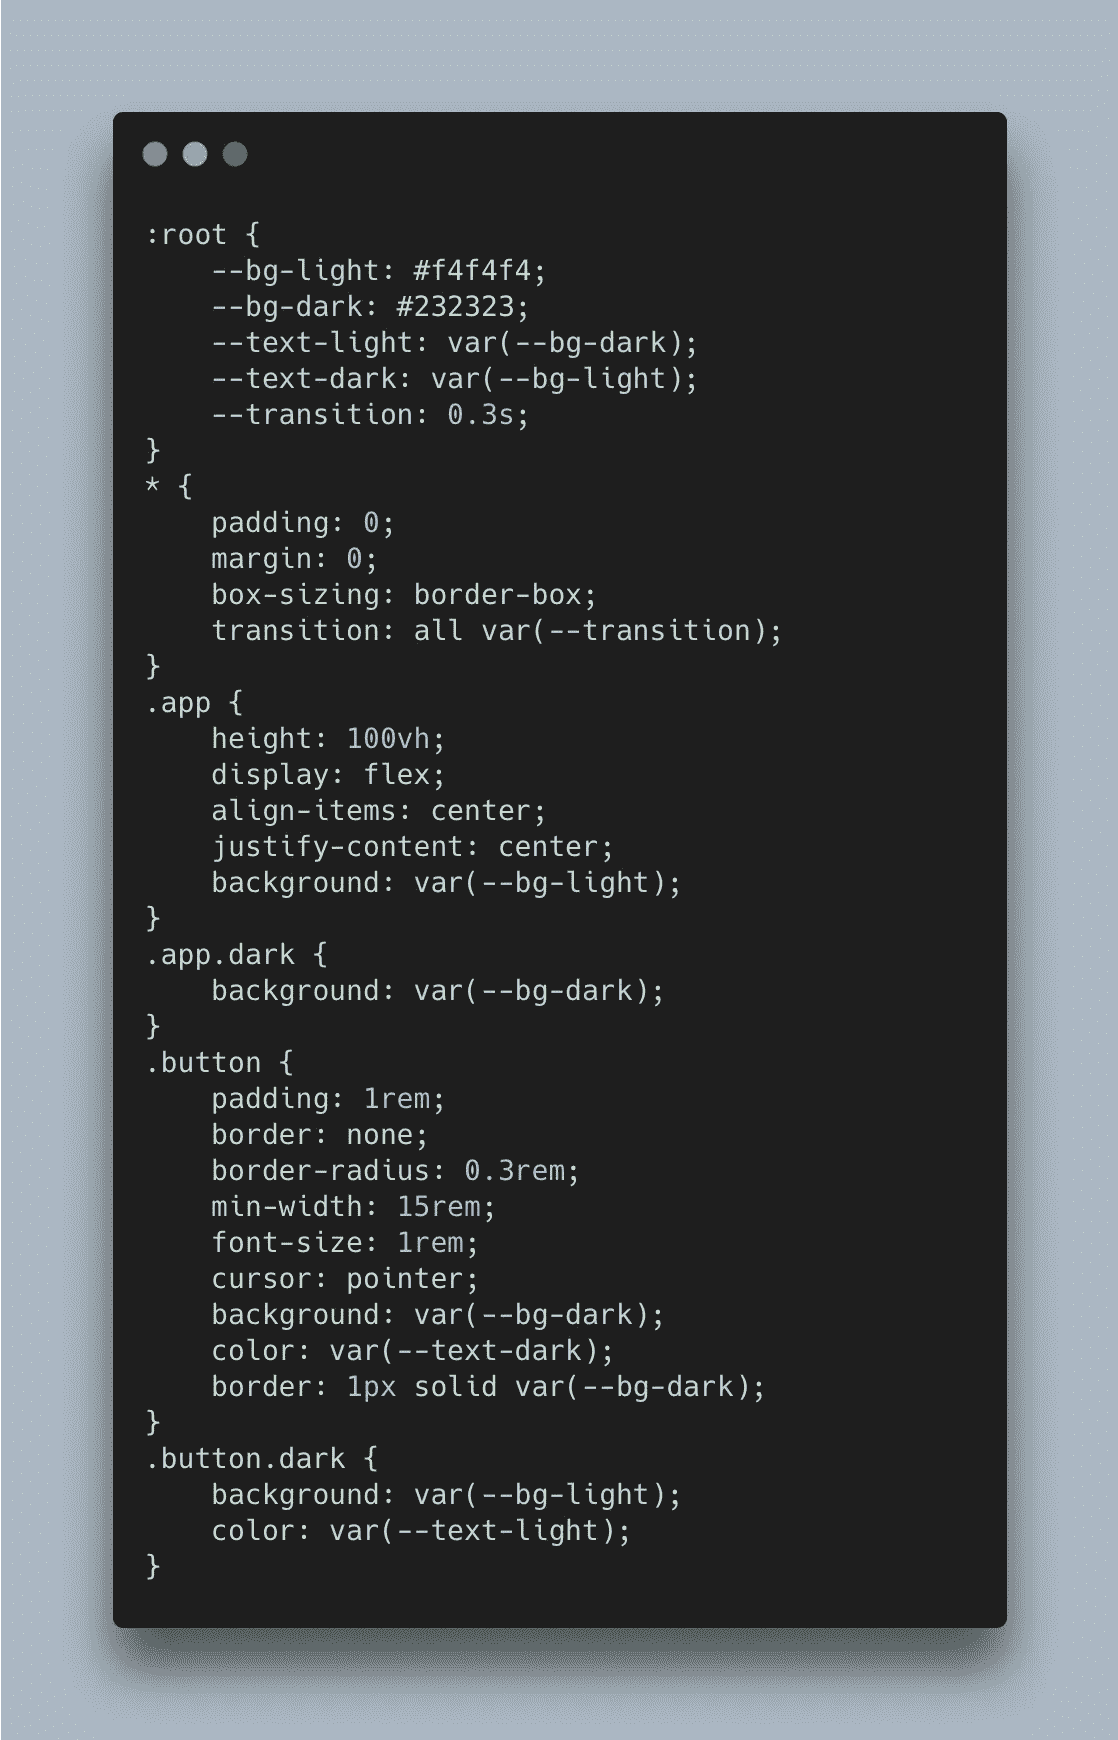 :root {
    --bg-light: #f4f4f4;
    --bg-dark: #232323;
    --text-light: var(--bg-dark);
    --text-dark: var(--bg-light);
    --transition: 0.3s;
}
* {
    padding: 0;
    margin: 0;
    box-sizing: border-box;
    transition: all var(--transition);
}
.app {
    height: 100vh;
    display: flex;
    align-items: center;
    justify-content: center;
    background: var(--bg-light);
}
.app.dark {
    background: var(--bg-dark);
}
.button {
    padding: 1rem;
    border: none;
    border-radius: 0.3rem;
    min-width: 15rem;
    font-size: 1rem;
    cursor: pointer;
    background: var(--bg-dark);
    color: var(--text-dark);
    border: 1px solid var(--bg-dark);
}
.button.dark {
    background: var(--bg-light);
    color: var(--text-light);
}